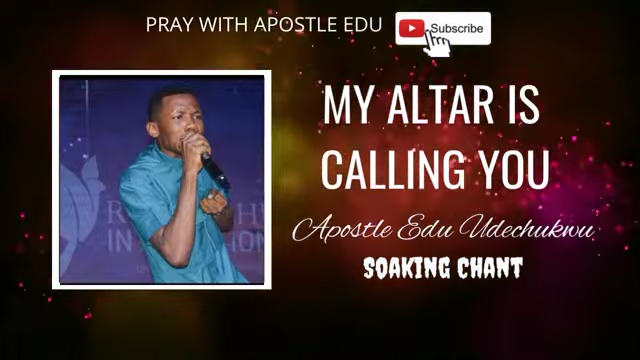 PRAY WITH APOSTLE EDU
Subscribe
MY ALTAR IS
CALLING YOU
Apostle Edu Udechukwu
SOAKING CHANT